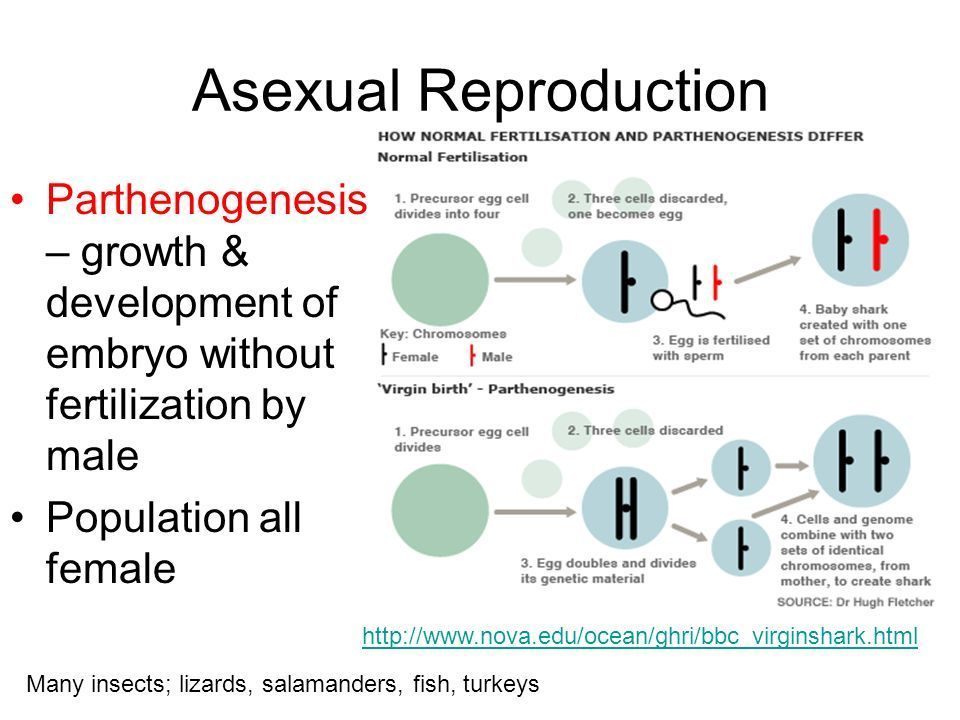 Asexual Reproduction
• Parthenogenesis
– growth &
development of
embryo without
fertilization by
male
• Population all
female
HOW NORMAL FERTILISATION AND PARTHENOGENESIS DIFFER
Normal Fertilisation
1. Precursor egg cell
divides into four
2. Three cells discarded,
one becomes egg
3. Egg is fertilised
with sperm
4. Baby shark
created with one
set of chromosomes
from each parent
Key: Chromosomes
Female Male
'Virgin birth' - Parthenogenesis
1. Precursor egg cell
divides
2. Three cells discarded
3. Egg doubles and divides
its genetic material
4. Cells and genome
combine with two
sets of identical
chromosomes, from
mother, to create shark
SOURCE: Dr Hugh Fletcher
http://www.nova.edu/ocean/ghri/bbc_virginshark.html
Many insects; lizards, salamanders, fish, turkeys